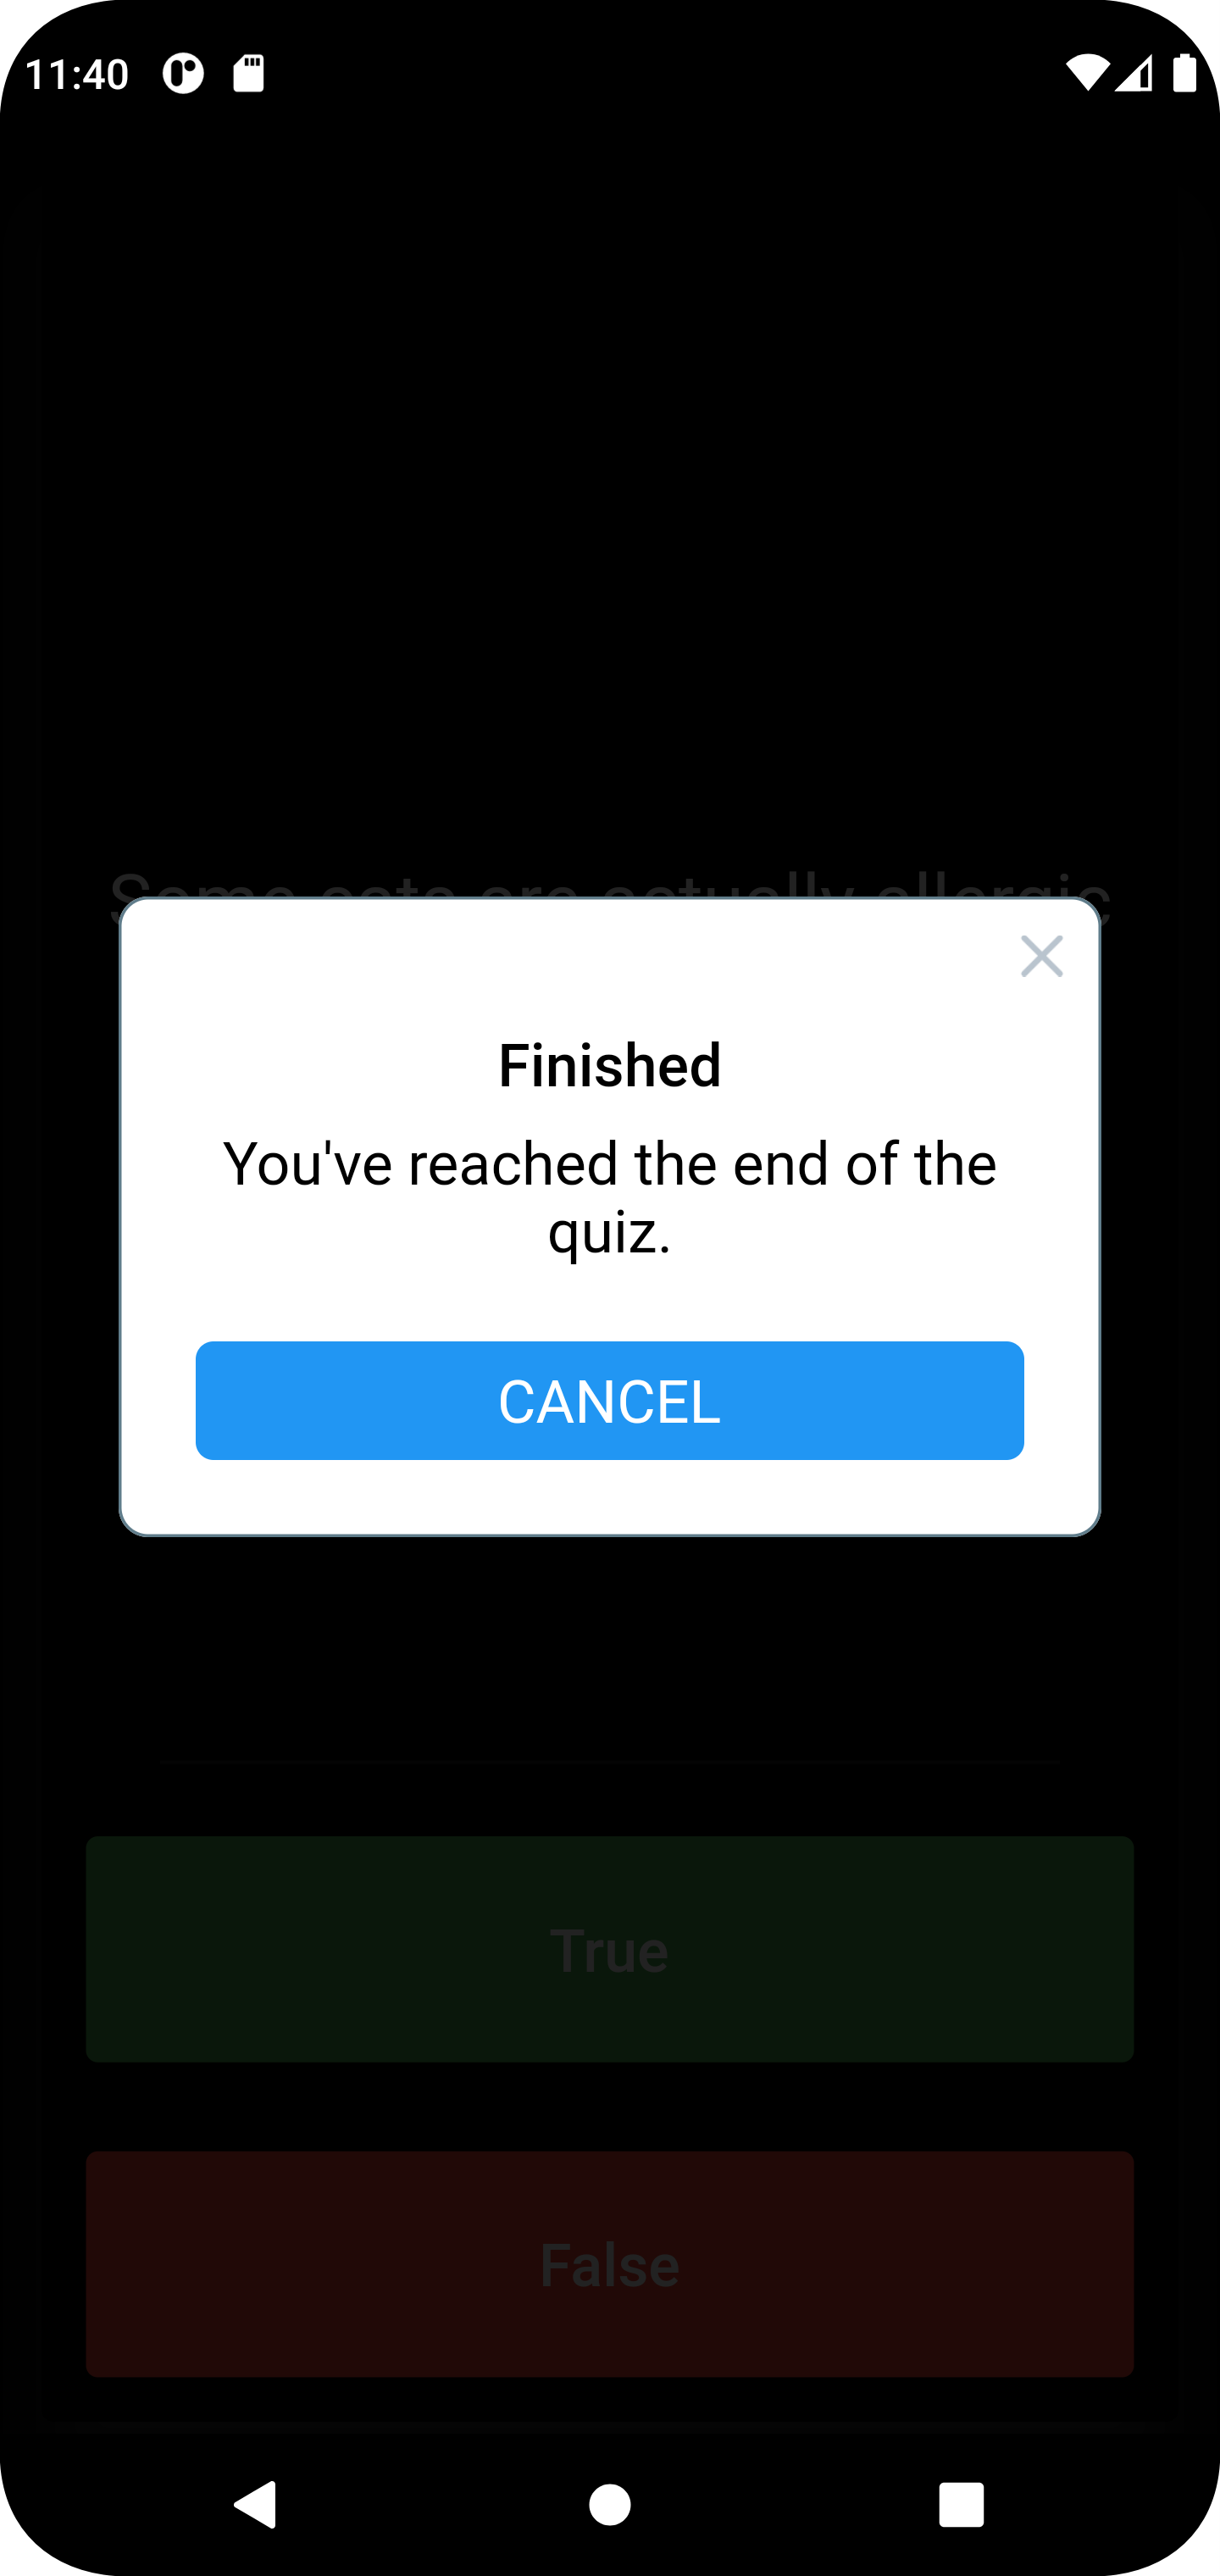 11:40
Some cats are actually allergic
Finished
You've reached the end of the
quiz.
CANCEL
True
False